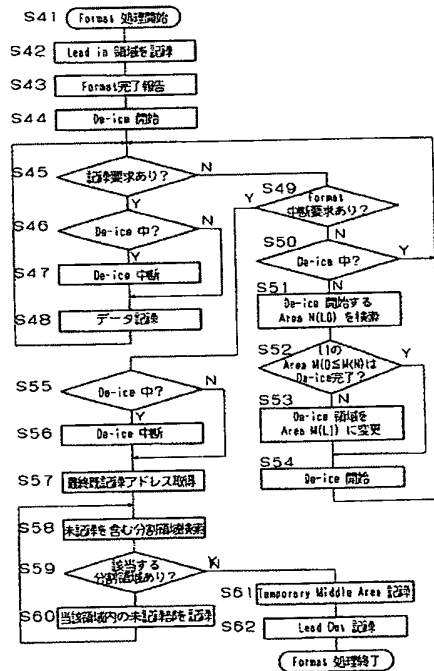 S41 Format 処理開始
S42 Lead in 領域を記録
S43 Format完了報告
S44 De-ice 開始
S45 記録要求あり?
N
Y
S46 De-ice 中?
N
Y
S47 De-ice 中断
S48 データ記録
S49 Format
中断要求あり?
Y
N
S50 De-ice 中?
Y
N
S51 De-ice 開始する
Area N(L0) を検索
S52 L1の
Area M(0≦M<N)は
De-ice完了?
Y
N
S53 De-ice 領域を
Area M(L1) に変更
S54 De-ice 開始
S55 De-ice 中?
N
Y
S56 De-ice 中断
S57 最終既記録アドレス取得
S58 未記録を含む分割領域検索
S59 該当する
分割領域あり?
N
S60 当該領域内の未記録部を記録
S61 Temporary Middle Area 記録
S62 Lead Out 記録
Format 処理終了